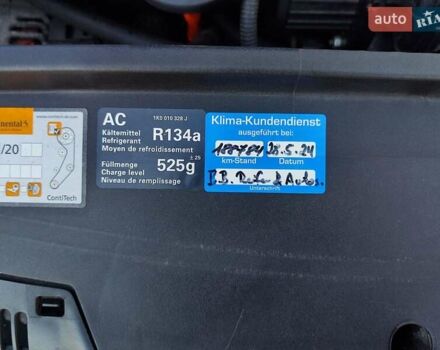 auto RIA
ntinental
/20
ContiTech
AC
1K0 010 328 J
Kältemittel
Refrigerant
Moyen de refroidissement
R134a
Füllmenge
Charge level
Niveau de remplissage
525g
± 25
Klima-Kundendienst
ausgeführt bei:
28.5.24
km-Stand Datum
Unterschrift